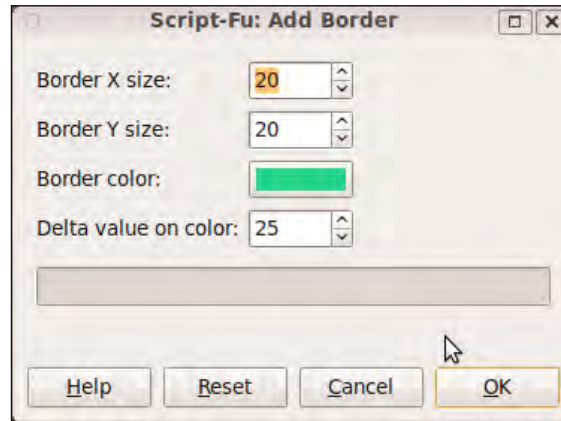 Script-Fu: Add Border
Border X size: 20
Border Y size: 20
Border color:
Delta value on color: 25
Help Reset Cancel OK